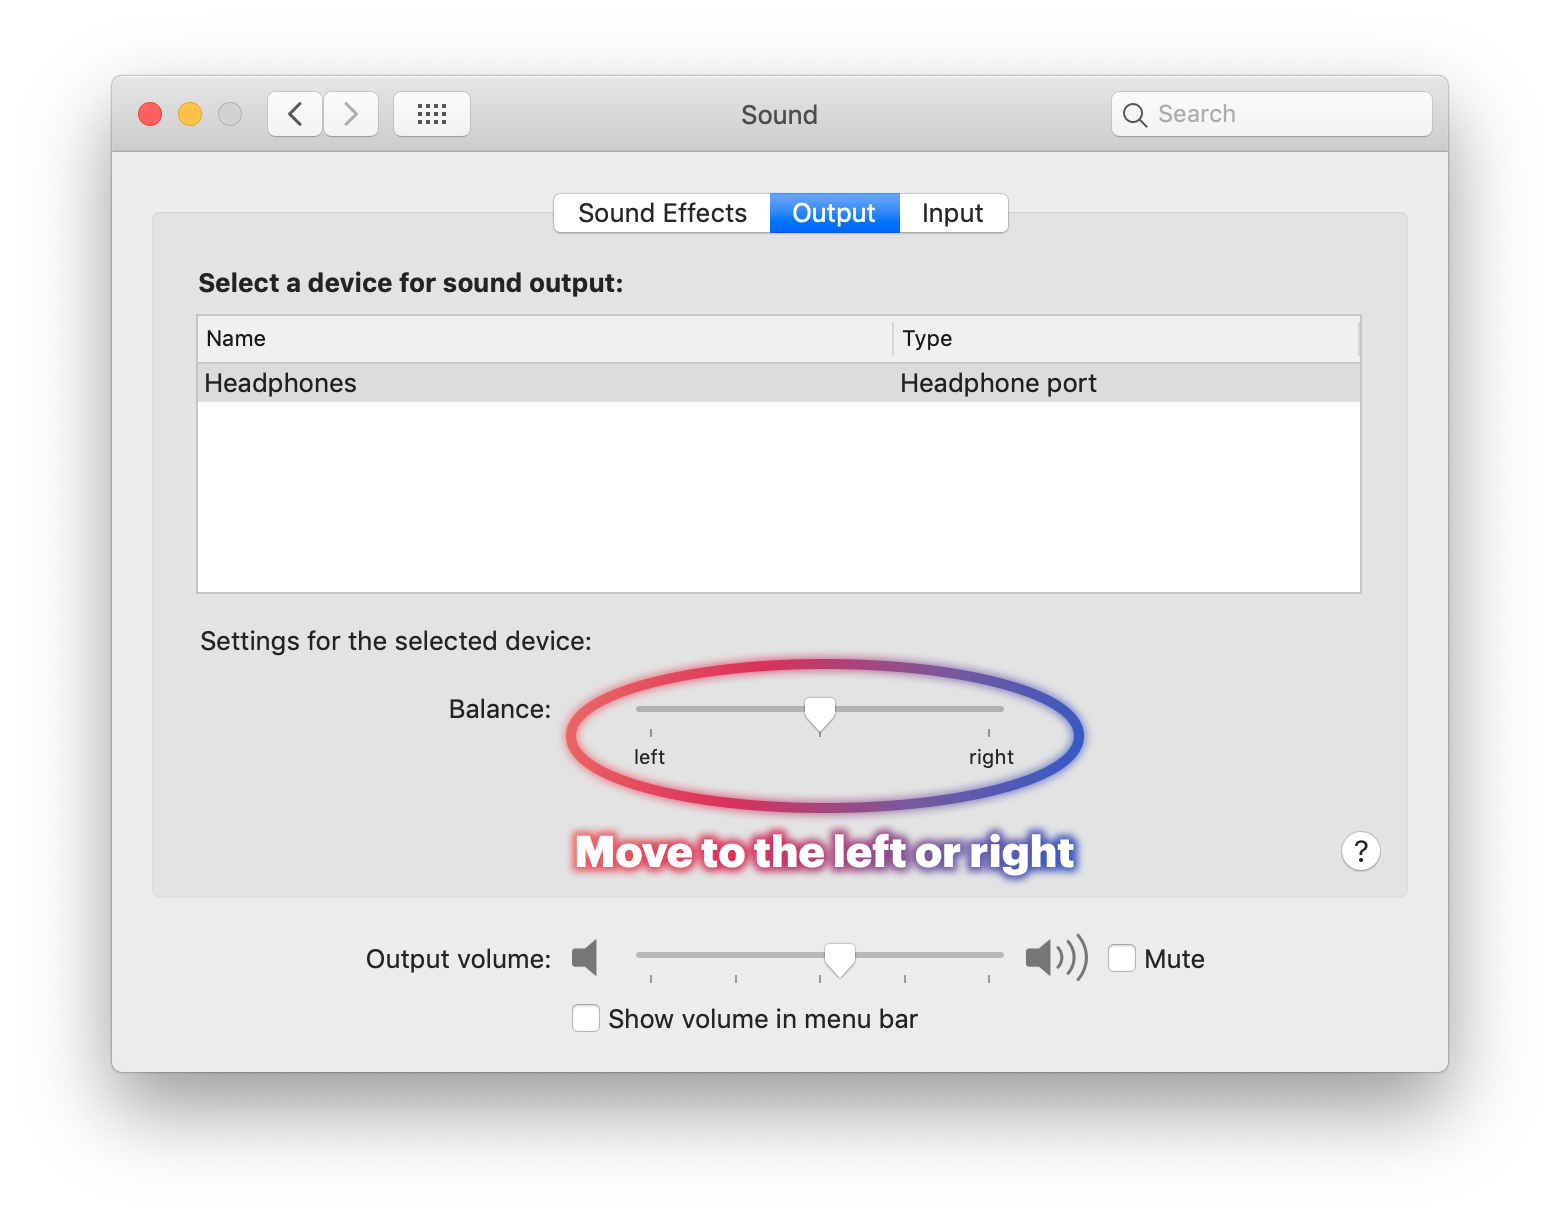 Sound
Search
Sound Effects Output Input
Select a device for sound output:
Name Type
Headphones Headphone port
Settings for the selected device:
Balance:
left right
Move to the left or right
?
Output volume: Mute
Show volume in menu bar